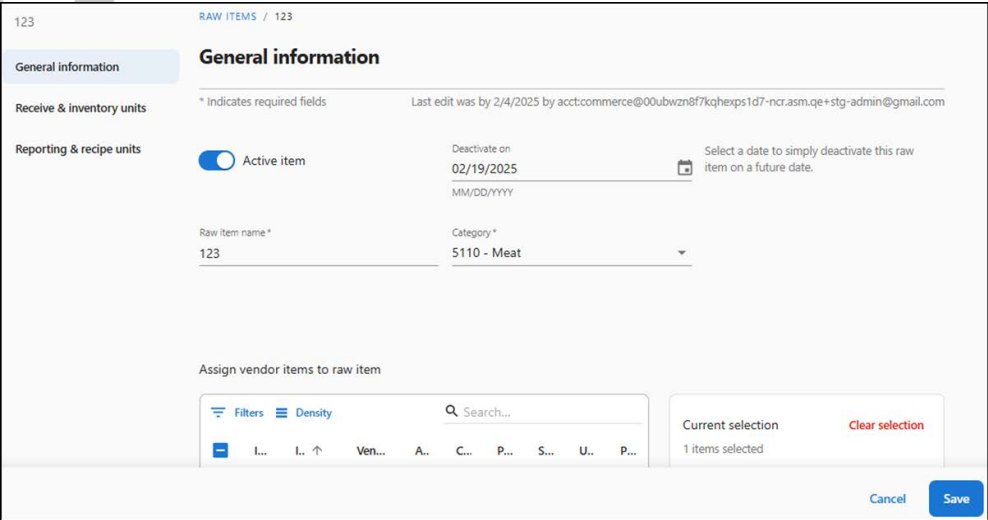 123
RAW ITEMS / 123
General information
General information
Receive & inventory units
Reporting & recipe units
* Indicates required fields
Last edit was by 2/4/2025 by acct:commerce@00ubwzn8f7kqhexps1d7-ncr.asm.qe+stg-admin@gmail.com
Active item
Deactivate on
02/19/2025
MM/DD/YYYY
Select a date to simply deactivate this raw
item on a future date.
Raw item name*
123
Category*
5110 - Meat
Assign vendor items to raw item
Filters Density Search...
I... I.. Ven... A.. C... P... S... U.. P...
Current selection Clear selection
1 items selected
Cancel Save